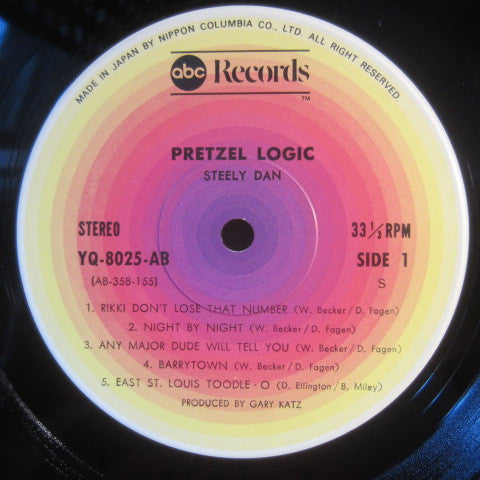 MADE IN JAPAN BY NIPPON COLUMBIA CO., LTD. ALL RIGHT RESERVED.
abc Records
TM
PRETZEL LOGIC
STEELY DAN
STEREO 33 1/3 RPM
YQ-8025-AB SIDE 1
(AB-358-155) S
1. RIKKI DON'T LOSE THAT NUMBER (W. Becker/D. Fagen)
2. NIGHT BY NIGHT (W. Becker/D. Fagen)
3. ANY MAJOR DUDE WILL TELL YOU (W. Becker/D. Fagen)
4. BARRYTOWN (W. Becker/D. Fagen)
5. EAST ST. LOUIS TOODLE-O (D. Ellington/B. Miley)
PRODUCED BY GARY KATZ